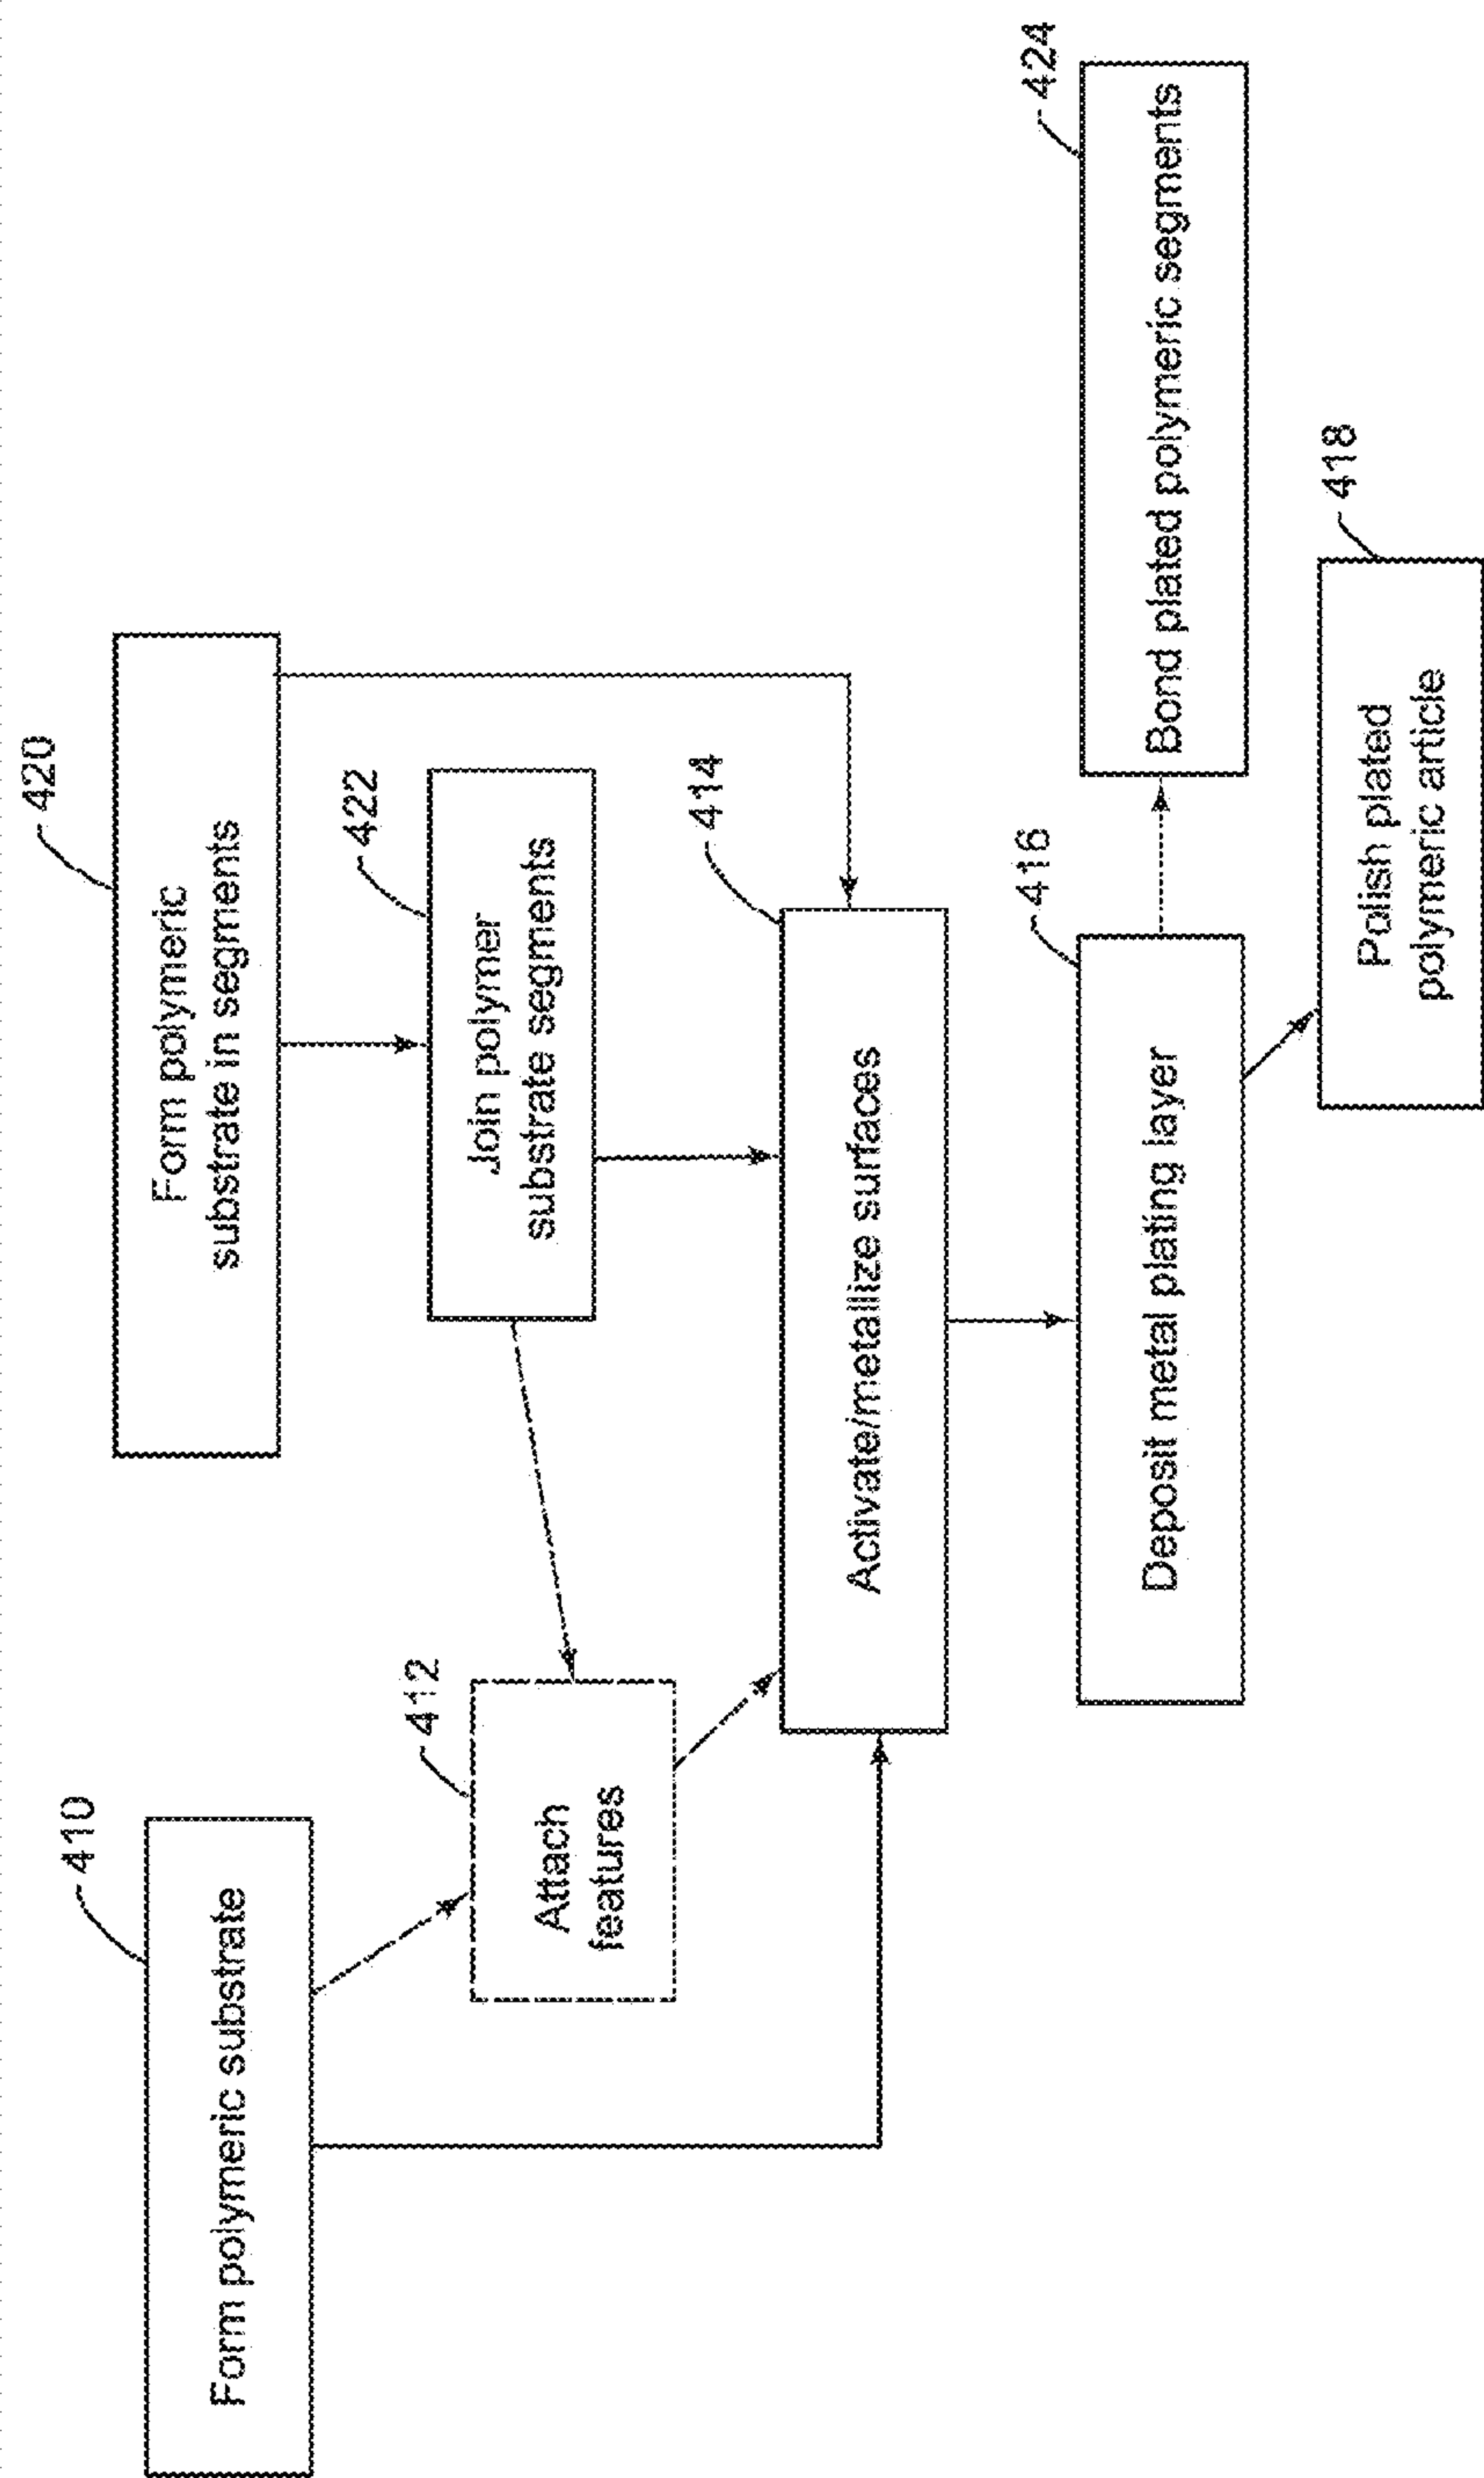 410
Form polymeric substrate
420
Form polymeric
substrate in segments
412
Attach
features
422
Join polymer
substrate segments
414
Activate/metallize surfaces
416
Deposit metal plating layer
424
Bond plated polymeric segments
418
Polish plated
polymeric article